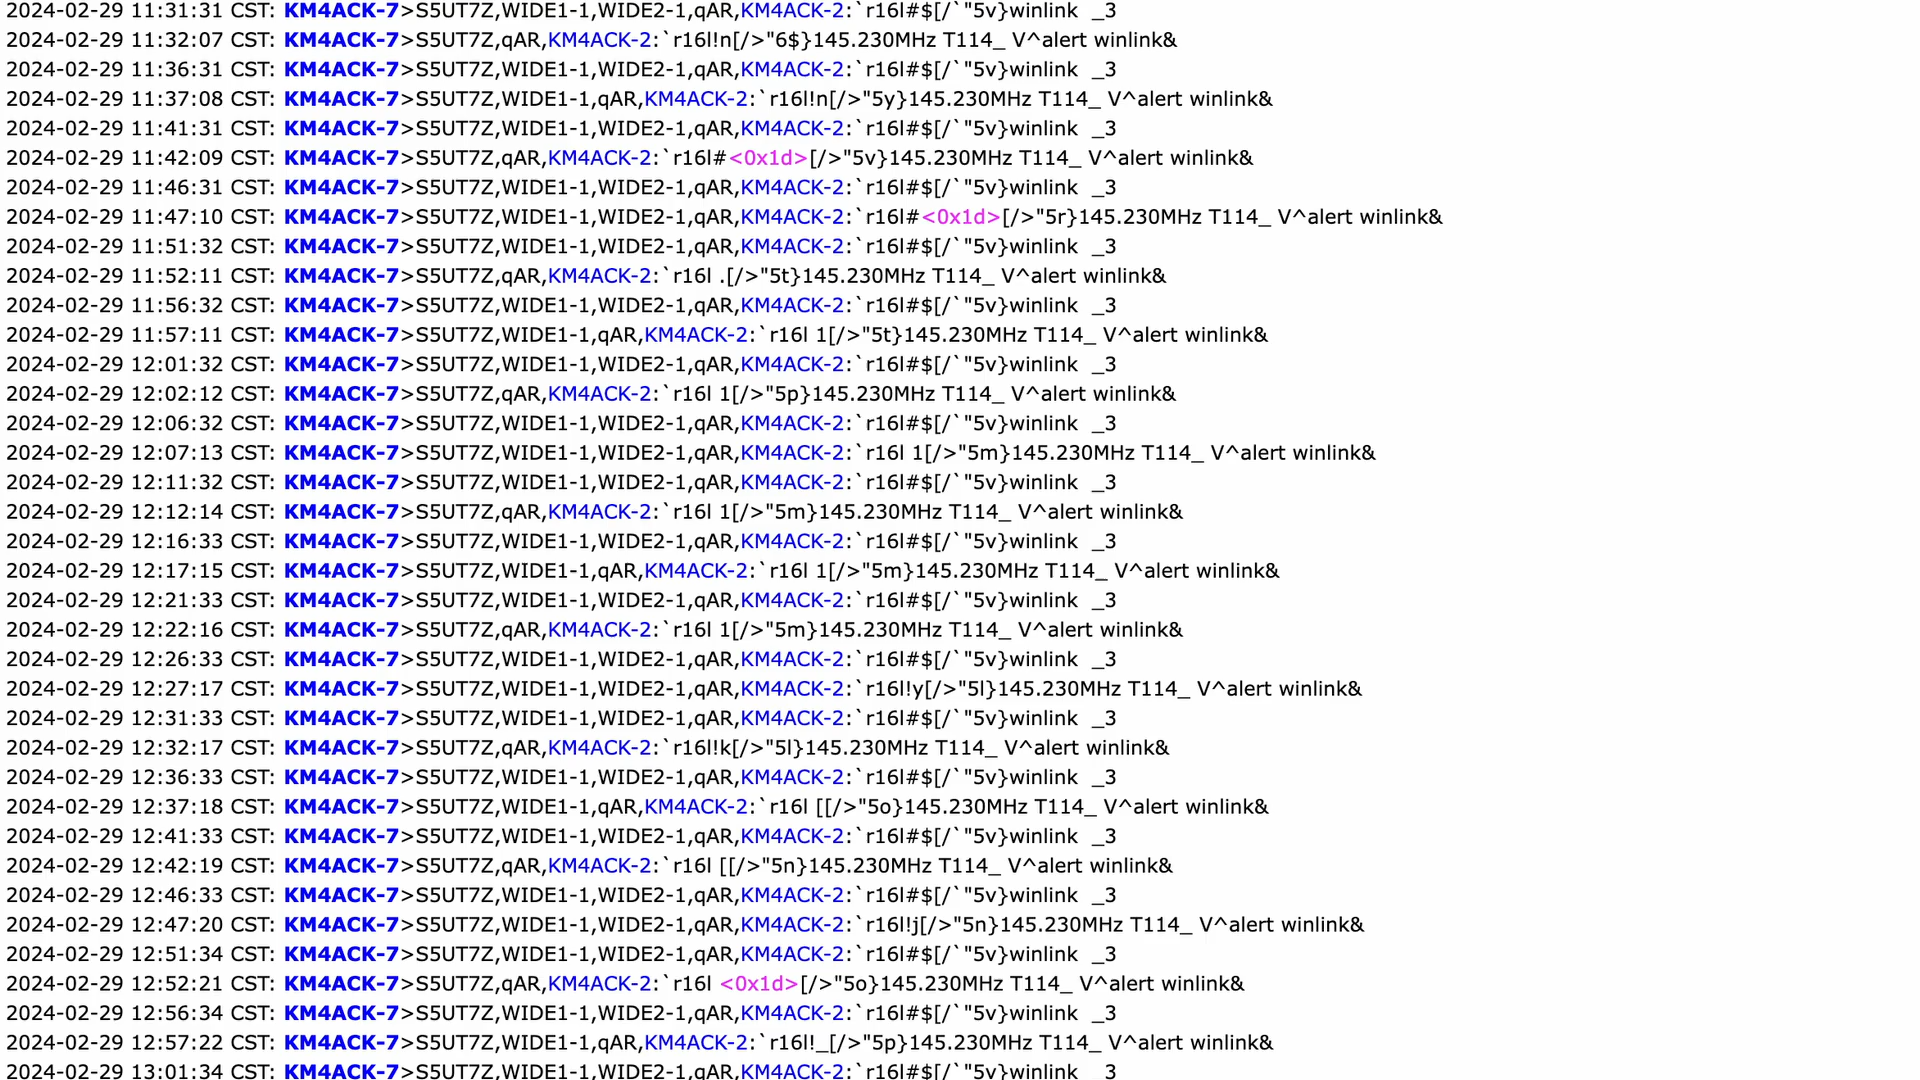 2024-02-29 11:31:31 CST: KM4ACK-7>S5UT7Z,WIDE1-1,WIDE2-1,qAR,KM4ACK-2:`r16l#$[/`"5v}winlink _3
2024-02-29 11:32:07 CST: KM4ACK-7>S5UT7Z,qAR,KM4ACK-2:`r16l!n[/>"6$}145.230MHz T114_ V^alert winlink&
2024-02-29 11:36:31 CST: KM4ACK-7>S5UT7Z,WIDE1-1,WIDE2-1,qAR,KM4ACK-2:`r16l#$[/`"5v}winlink _3
2024-02-29 11:37:08 CST: KM4ACK-7>S5UT7Z,WIDE1-1,qAR,KM4ACK-2:`r16l!n[/>"5y}145.230MHz T114_ V^alert winlink&
2024-02-29 11:41:31 CST: KM4ACK-7>S5UT7Z,WIDE1-1,WIDE2-1,qAR,KM4ACK-2:`r16l#$[/`"5v}winlink _3
2024-02-29 11:42:09 CST: KM4ACK-7>S5UT7Z,qAR,KM4ACK-2:`r16l#<0x1d>[/>"5v}145.230MHz T114_ V^alert winlink&
2024-02-29 11:46:31 CST: KM4ACK-7>S5UT7Z,WIDE1-1,WIDE2-1,qAR,KM4ACK-2:`r16l#$[/`"5v}winlink _3
2024-02-29 11:47:10 CST: KM4ACK-7>S5UT7Z,WIDE1-1,WIDE2-1,qAR,KM4ACK-2:`r16l#<0x1d>[/>"5r}145.230MHz T114_ V^alert winlink&
2024-02-29 11:51:32 CST: KM4ACK-7>S5UT7Z,WIDE1-1,WIDE2-1,qAR,KM4ACK-2:`r16l#$[/`"5v}winlink _3
2024-02-29 11:52:11 CST: KM4ACK-7>S5UT7Z,qAR,KM4ACK-2:`r16l .[/>"5t}145.230MHz T114_ V^alert winlink&
2024-02-29 11:56:32 CST: KM4ACK-7>S5UT7Z,WIDE1-1,WIDE2-1,qAR,KM4ACK-2:`r16l#$[/`"5v}winlink _3
2024-02-29 11:57:11 CST: KM4ACK-7>S5UT7Z,WIDE1-1,qAR,KM4ACK-2:`r16l 1[/>"5t}145.230MHz T114_ V^alert winlink&
2024-02-29 12:01:32 CST: KM4ACK-7>S5UT7Z,WIDE1-1,WIDE2-1,qAR,KM4ACK-2:`r16l#$[/`"5v}winlink _3
2024-02-29 12:02:12 CST: KM4ACK-7>S5UT7Z,qAR,KM4ACK-2:`r16l 1[/>"5p}145.230MHz T114_ V^alert winlink&
2024-02-29 12:06:32 CST: KM4ACK-7>S5UT7Z,WIDE1-1,WIDE2-1,qAR,KM4ACK-2:`r16l#$[/`"5v}winlink _3
2024-02-29 12:07:13 CST: KM4ACK-7>S5UT7Z,WIDE1-1,WIDE2-1,qAR,KM4ACK-2:`r16l 1[/>"5m}145.230MHz T114_ V^alert winlink&
2024-02-29 12:11:32 CST: KM4ACK-7>S5UT7Z,WIDE1-1,WIDE2-1,qAR,KM4ACK-2:`r16l#$[/`"5v}winlink _3
2024-02-29 12:12:14 CST: KM4ACK-7>S5UT7Z,qAR,KM4ACK-2:`r16l 1[/>"5m}145.230MHz T114_ V^alert winlink&
2024-02-29 12:16:33 CST: KM4ACK-7>S5UT7Z,WIDE1-1,WIDE2-1,qAR,KM4ACK-2:`r16l#$[/`"5v}winlink _3
2024-02-29 12:17:15 CST: KM4ACK-7>S5UT7Z,WIDE1-1,qAR,KM4ACK-2:`r16l 1[/>"5m}145.230MHz T114_ V^alert winlink&
2024-02-29 12:21:33 CST: KM4ACK-7>S5UT7Z,WIDE1-1,WIDE2-1,qAR,KM4ACK-2:`r16l#$[/`"5v}winlink _3
2024-02-29 12:22:16 CST: KM4ACK-7>S5UT7Z,qAR,KM4ACK-2:`r16l 1[/>"5m}145.230MHz T114_ V^alert winlink&
2024-02-29 12:26:33 CST: KM4ACK-7>S5UT7Z,WIDE1-1,WIDE2-1,qAR,KM4ACK-2:`r16l#$[/`"5v}winlink _3
2024-02-29 12:27:17 CST: KM4ACK-7>S5UT7Z,WIDE1-1,WIDE2-1,qAR,KM4ACK-2:`r16l!y[/>"5l}145.230MHz T114_ V^alert winlink&
2024-02-29 12:31:33 CST: KM4ACK-7>S5UT7Z,WIDE1-1,WIDE2-1,qAR,KM4ACK-2:`r16l#$[/`"5v}winlink _3
2024-02-29 12:32:17 CST: KM4ACK-7>S5UT7Z,qAR,KM4ACK-2:`r16l!k[/>"5l}145.230MHz T114_ V^alert winlink&
2024-02-29 12:36:33 CST: KM4ACK-7>S5UT7Z,WIDE1-1,WIDE2-1,qAR,KM4ACK-2:`r16l#$[/`"5v}winlink _3
2024-02-29 12:37:18 CST: KM4ACK-7>S5UT7Z,WIDE1-1,qAR,KM4ACK-2:`r16l [[/>"5o}145.230MHz T114_ V^alert winlink&
2024-02-29 12:41:33 CST: KM4ACK-7>S5UT7Z,WIDE1-1,WIDE2-1,qAR,KM4ACK-2:`r16l#$[/`"5v}winlink _3
2024-02-29 12:42:19 CST: KM4ACK-7>S5UT7Z,qAR,KM4ACK-2:`r16l [[/>"5n}145.230MHz T114_ V^alert winlink&
2024-02-29 12:46:33 CST: KM4ACK-7>S5UT7Z,WIDE1-1,WIDE2-1,qAR,KM4ACK-2:`r16l#$[/`"5v}winlink _3
2024-02-29 12:47:20 CST: KM4ACK-7>S5UT7Z,WIDE1-1,WIDE2-1,qAR,KM4ACK-2:`r16l!j[/>"5n}145.230MHz T114_ V^alert winlink&
2024-02-29 12:51:34 CST: KM4ACK-7>S5UT7Z,WIDE1-1,WIDE2-1,qAR,KM4ACK-2:`r16l#$[/`"5v}winlink _3
2024-02-29 12:52:21 CST: KM4ACK-7>S5UT7Z,qAR,KM4ACK-2:`r16l <0x1d>[/>"5o}145.230MHz T114_ V^alert winlink&
2024-02-29 12:56:34 CST: KM4ACK-7>S5UT7Z,WIDE1-1,WIDE2-1,qAR,KM4ACK-2:`r16l#$[/`"5v}winlink _3
2024-02-29 12:57:22 CST: KM4ACK-7>S5UT7Z,WIDE1-1,qAR,KM4ACK-2:`r16l!_[/>"5p}145.230MHz T114_ V^alert winlink&
2024-02-29 13:01:34 CST: KM4ACK-7>S5UT7Z,WIDE1-1,WIDE2-1,qAR,KM4ACK-2:`r16l#$[/`"5v}winlink _3